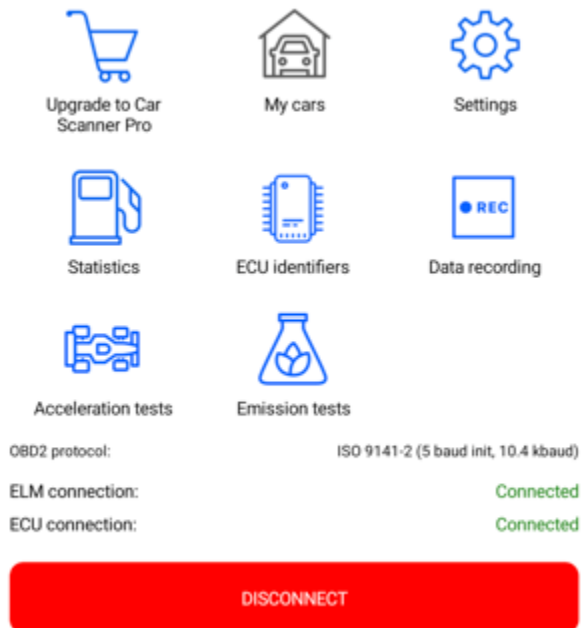 Upgrade to Car
Scanner Pro
My cars
Settings
Statistics
ECU identifiers
REC
Data recording
Acceleration tests
Emission tests
OBD2 protocol: ISO 9141-2 (5 baud init, 10.4 kbaud)
ELM connection: Connected
ECU connection: Connected
DISCONNECT